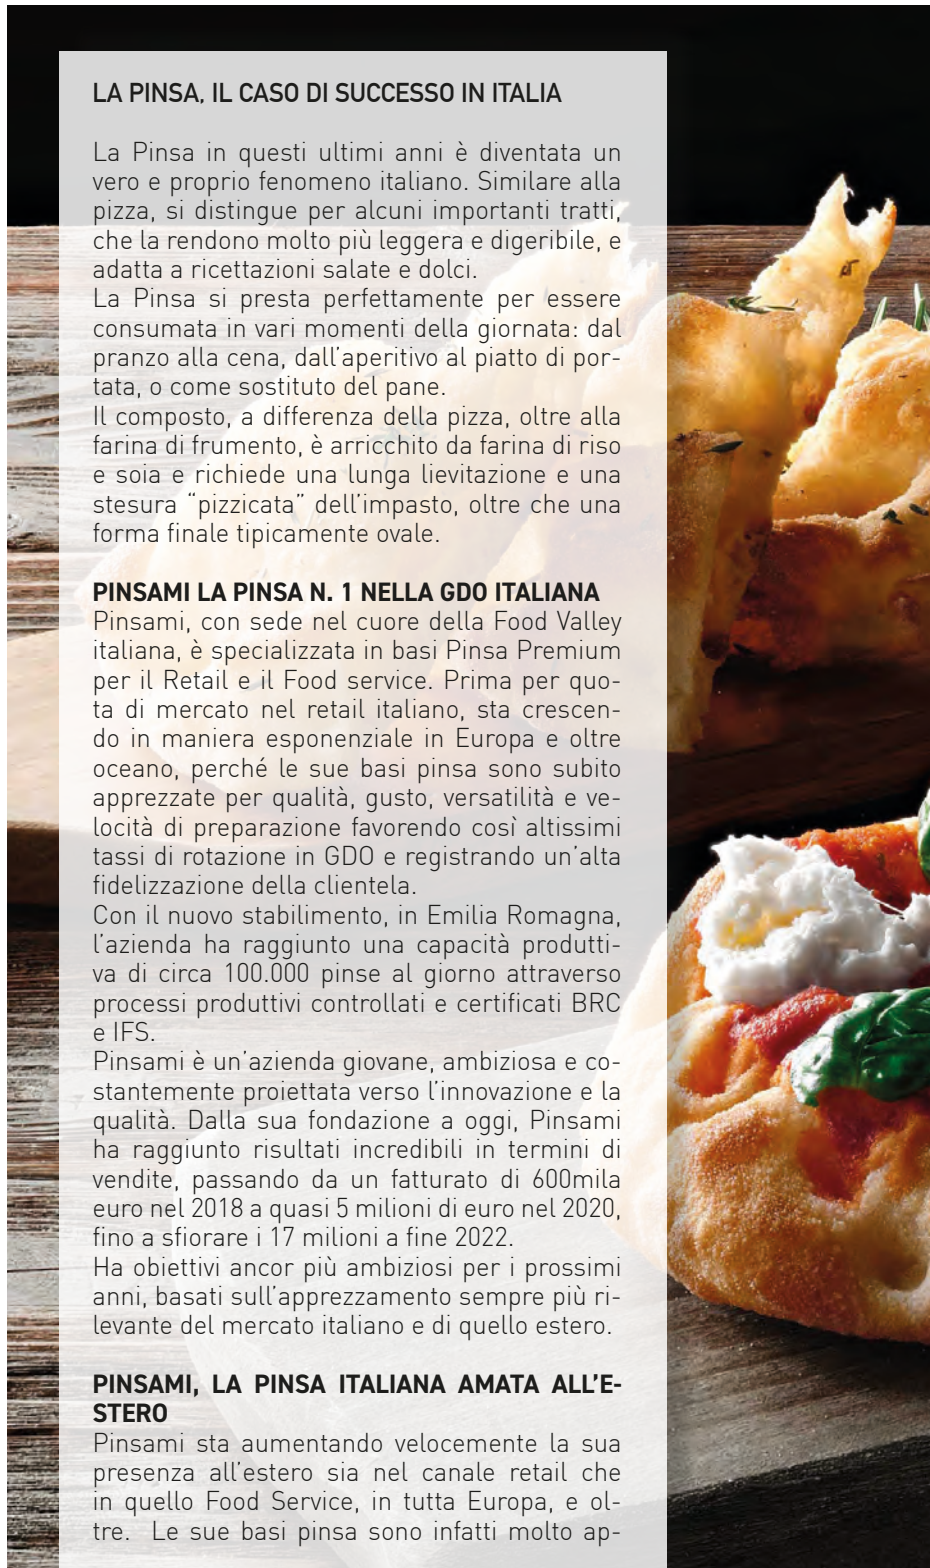 LA PINSA, IL CASO DI SUCCESSO IN ITALIA
La Pinsa in questi ultimi anni è diventata un
vero e proprio fenomeno italiano. Similare alla
pizza, si distingue per alcuni importanti tratti,
che la rendono molto più leggera e digeribile, e
adatta a ricettazioni salate e dolci.
La Pinsa si presta perfettamente per essere
consumata in vari momenti della giornata: dal
pranzo alla cena, dall'aperitivo al piatto di por-
tata, o come sostituto del pane.
Il composto, a differenza della pizza, oltre alla
farina di frumento, è arricchito da farina di riso
e soia e richiede una lunga lievitazione e una
stesura "pizzicata" dell'impasto, oltre che una
forma finale tipicamente ovale.
PINSAMI LA PINSA N. 1 NELLA GDO ITALIANA
Pinsami, con sede nel cuore della Food Valley
italiana, è specializzata in basi Pinsa Premium
per il Retail e il Food service. Prima per quo-
ta di mercato nel retail italiano, sta crescen-
do in maniera esponenziale in Europa e oltre
oceano, perché le sue basi pinsa sono subito
apprezzate per qualità, gusto, versatilità e ve-
locità di preparazione favorendo così altissimi
tassi di rotazione in GDO e registrando un'alta
fidelizzazione della clientela.
Con il nuovo stabilimento, in Emilia Romagna,
l'azienda ha raggiunto una capacità produtti-
va di circa 100.000 pinse al giorno attraverso
processi produttivi controllati e certificati BRC
e IFS.
Pinsami è un'azienda giovane, ambiziosa e co-
stantemente proiettata verso l'innovazione e la
qualità. Dalla sua fondazione a oggi, Pinsami
ha raggiunto risultati incredibili in termini di
vendite, passando da un fatturato di 600mila
euro nel 2018 a quasi 5 milioni di euro nel 2020,
fino a sfiorare i 17 milioni a fine 2022.
Ha obiettivi ancor più ambiziosi per i prossimi
anni, basati sull'apprezzamento sempre più ri-
levante del mercato italiano e di quello estero.
PINSAMI, LA PINSA ITALIANA AMATA ALL'E-
STERO
Pinsami sta aumentando velocemente la sua
presenza all'estero sia nel canale retail che
in quello Food Service, in tutta Europa, e ol-
tre. Le sue basi pinsa sono infatti molto ap-